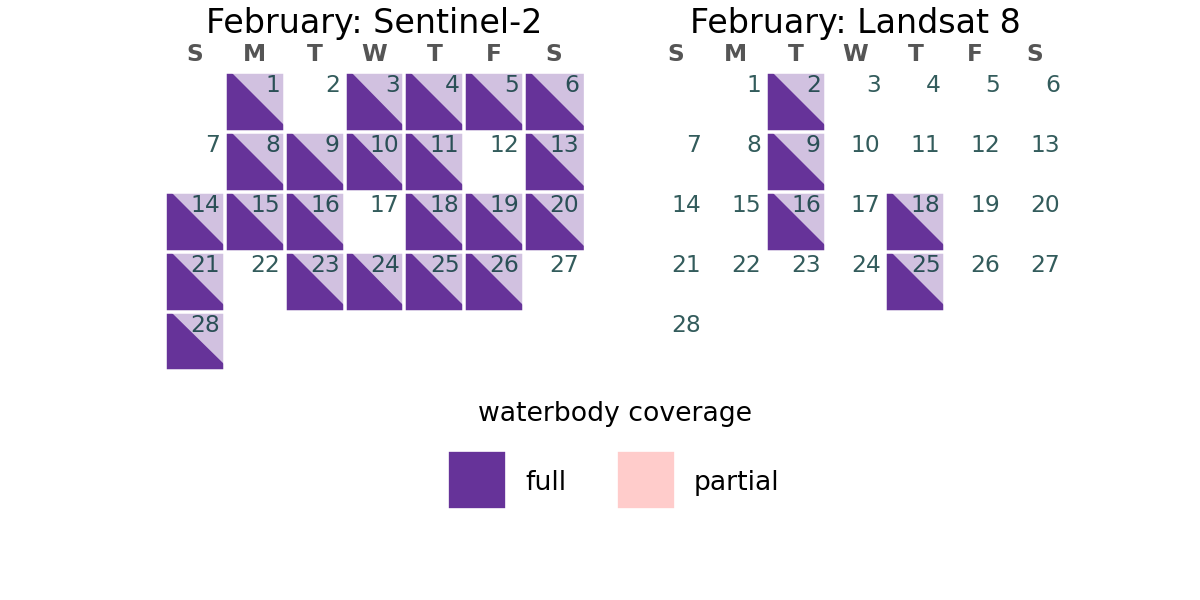 February: Sentinel-2
S M T W T F S
1 2 3 4 5 6
7 8 9 10 11 12 13
14 15 16 17 18 19 20
21 22 23 24 25 26 27
28
February: Landsat 8
S M T W T F S
1 2 3 4 5 6
7 8 9 10 11 12 13
14 15 16 17 18 19 20
21 22 23 24 25 26 27
28
waterbody coverage
full partial